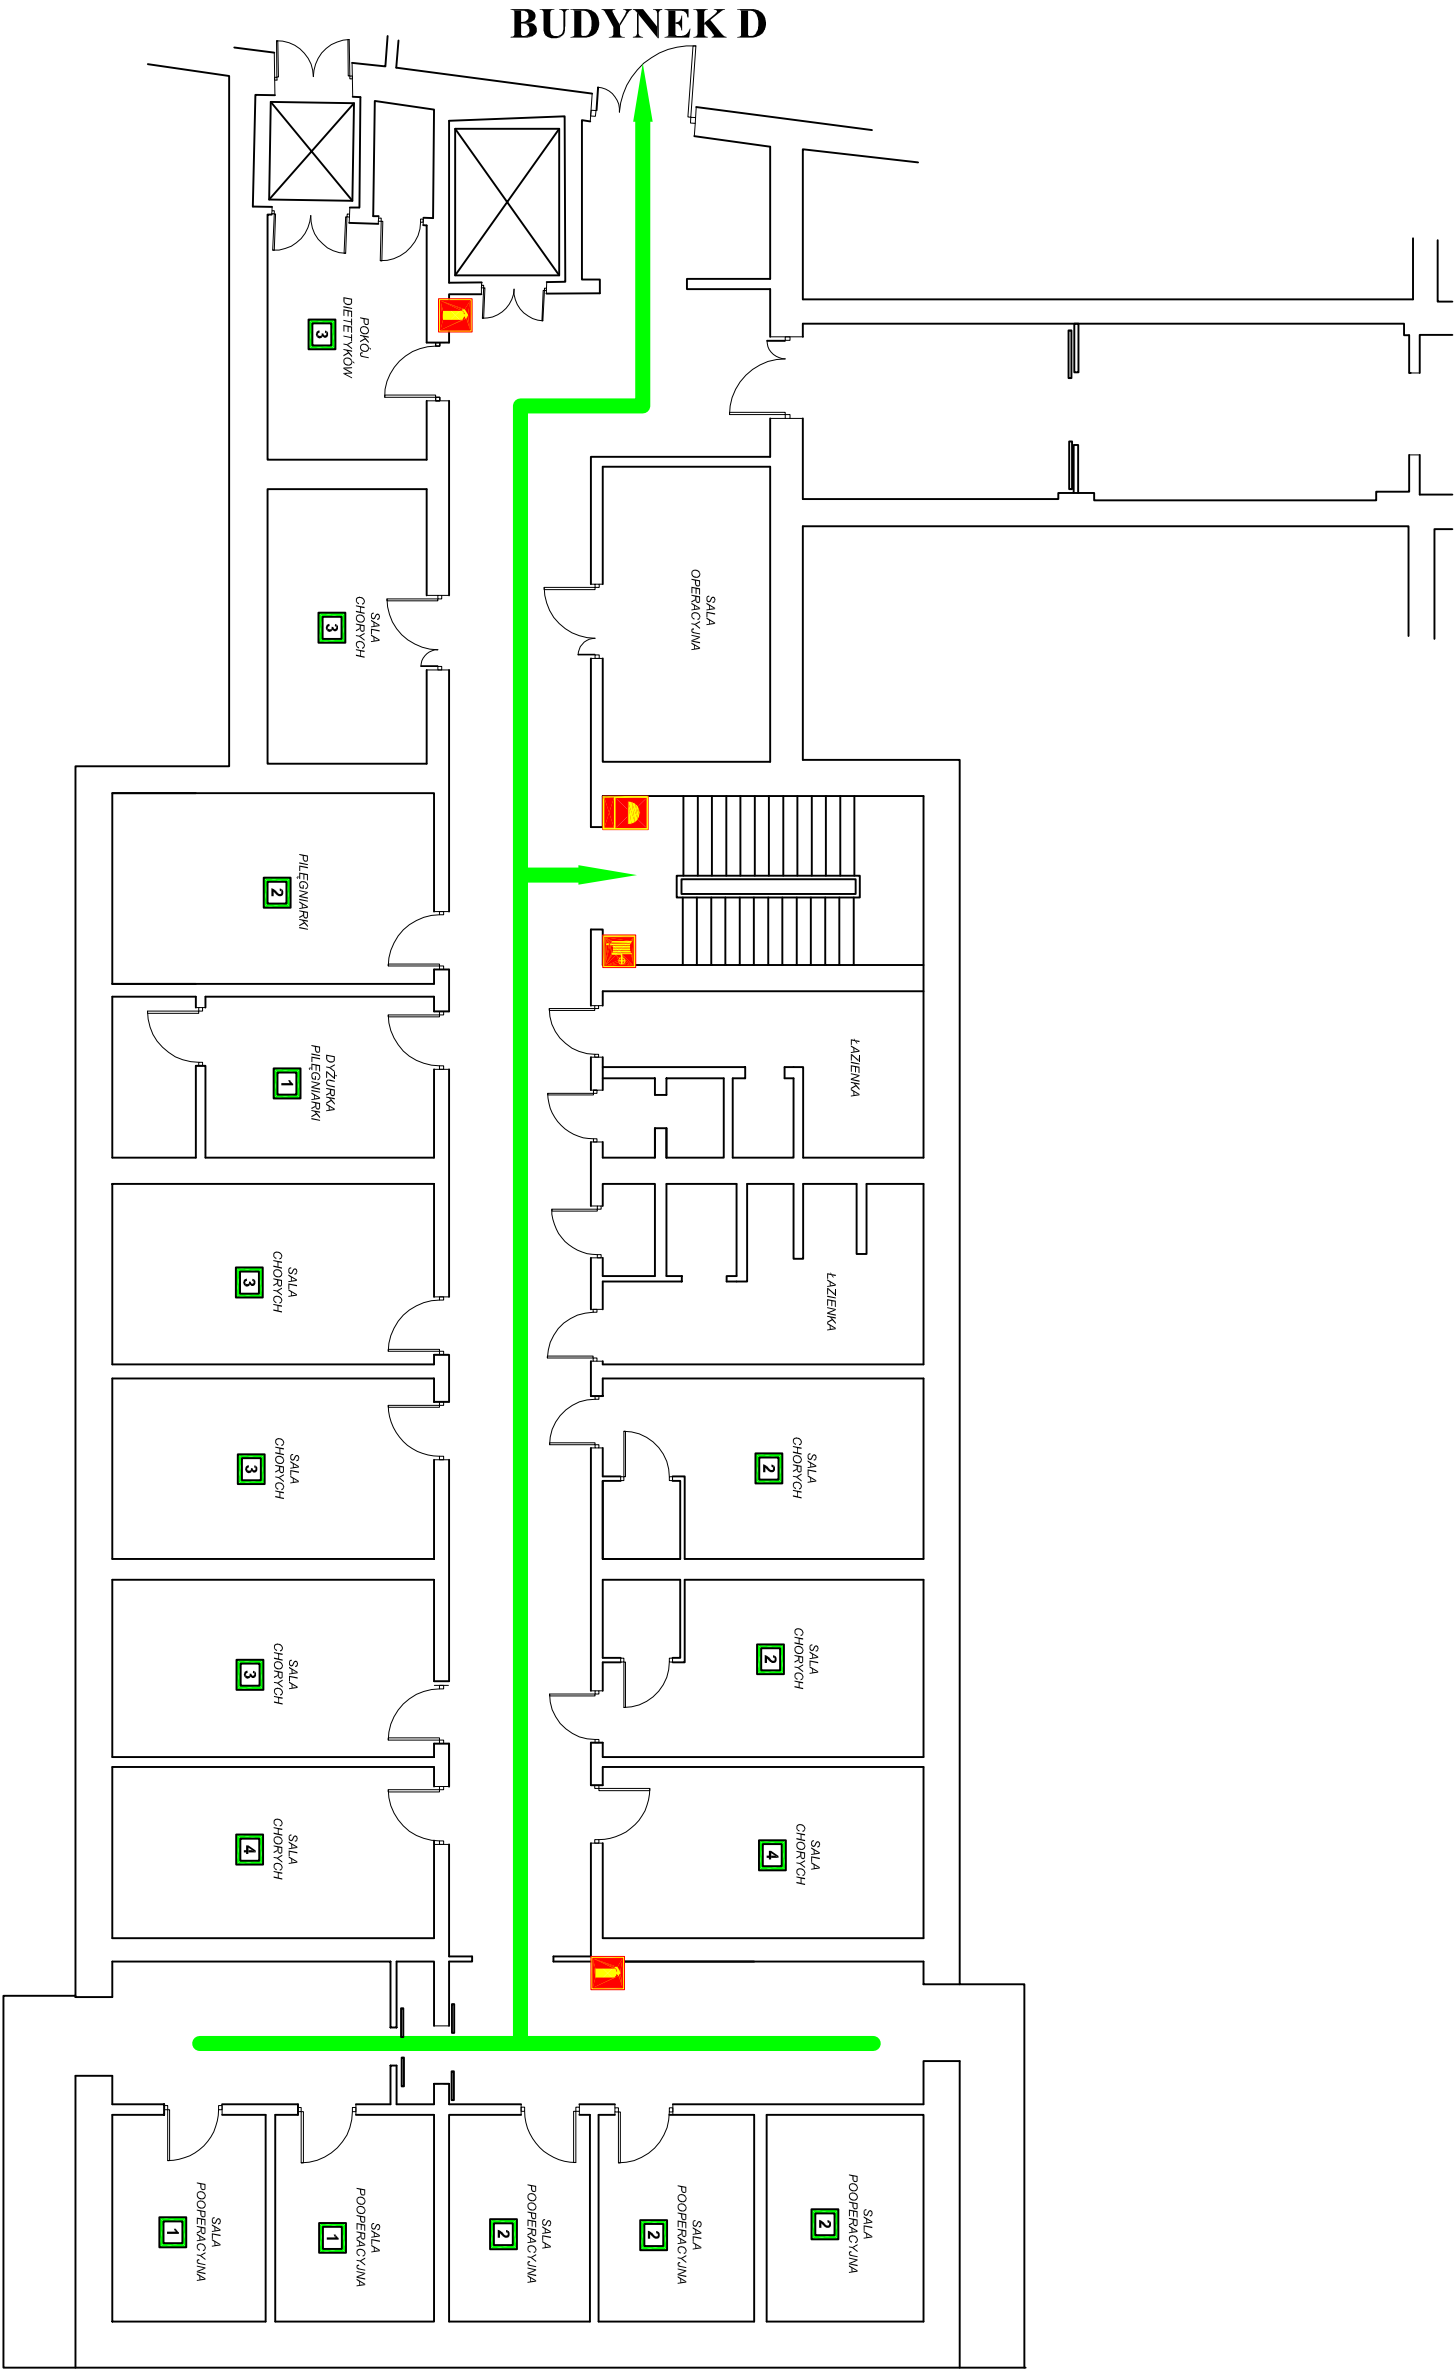 BUDYNEK D
POKÓJ
DIETETYKÓW
3
SALA
OPERACYJNA
SALA
CHORYCH
3
PILĘGNIARKI
2
ŁAZIENKA
DYŻURKA
PILĘGNIARKI
1
ŁAZIENKA
SALA
CHORYCH
3
SALA
CHORYCH
2
SALA
CHORYCH
3
SALA
CHORYCH
2
SALA
CHORYCH
3
SALA
CHORYCH
4
SALA
CHORYCH
4
SALA
POOPERACYJNA
1
SALA
POOPERACYJNA
1
SALA
POOPERACYJNA
2
SALA
POOPERACYJNA
2
SALA
POOPERACYJNA
2